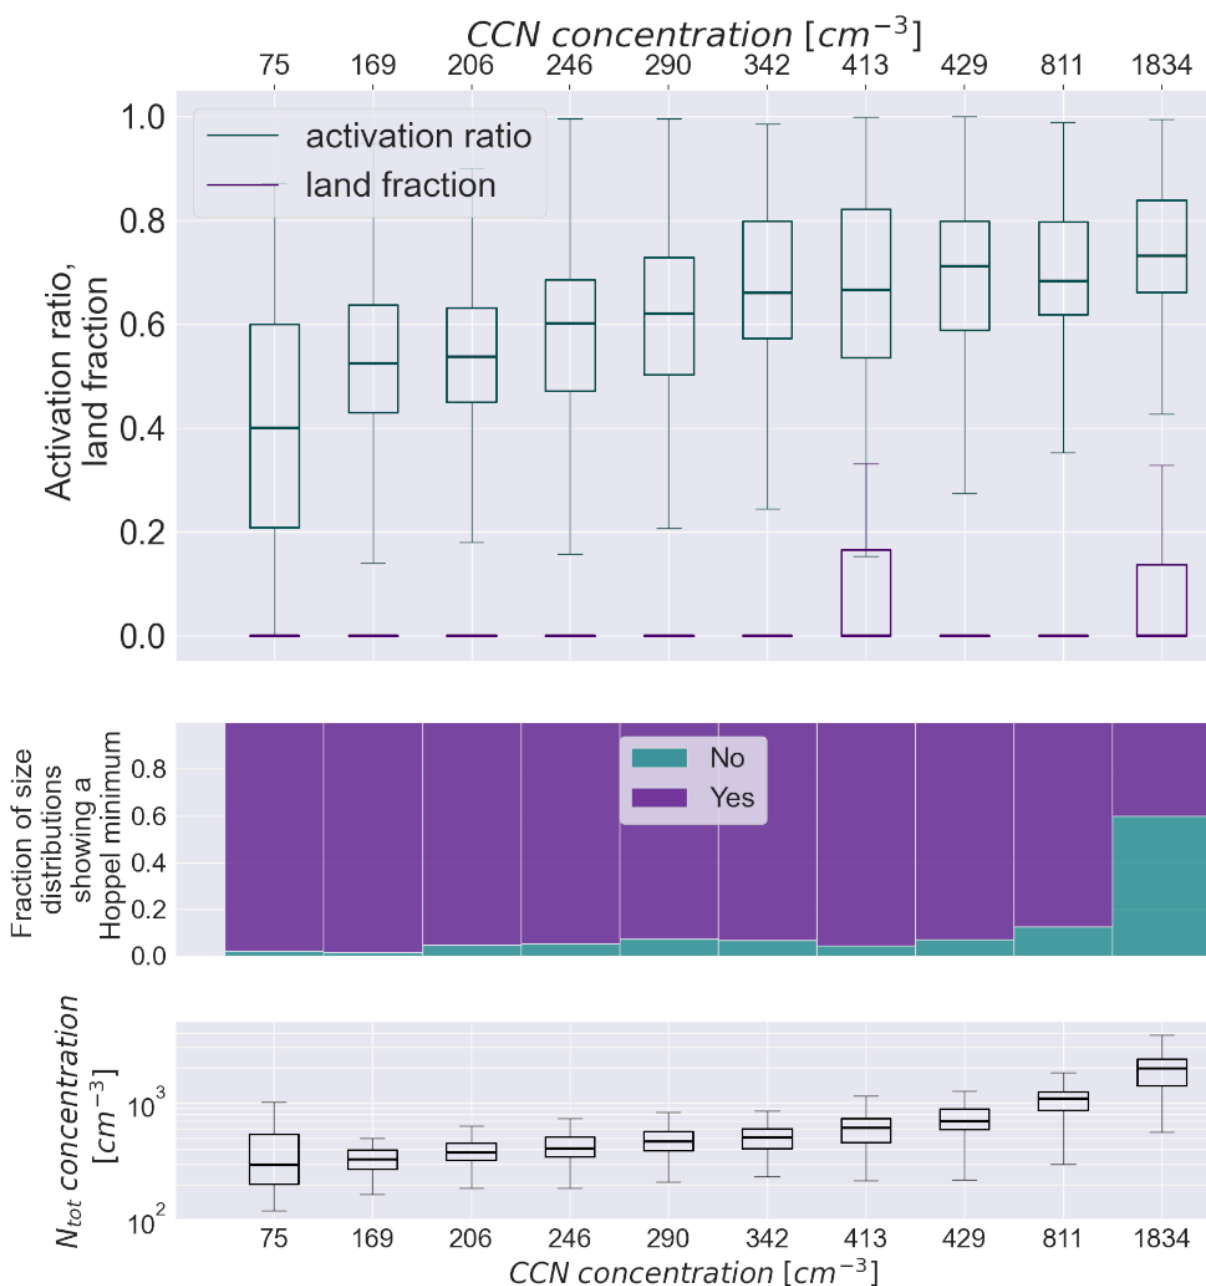 CCN concentration [cm⁻³]
75 169 206 246 290 342 413 429 811 1834
activation ratio
land fraction
Activation ratio,
land fraction
1.0
0.8
0.6
0.4
0.2
0.0
Fraction of size
distributions
showing a
Hoppel minimum
0.8
0.6
0.4
0.2
0.0
No
Yes
N_tot concentration
[cm⁻³]
10³
10²
75 169 206 246 290 342 413 429 811 1834
CCN concentration [cm⁻³]